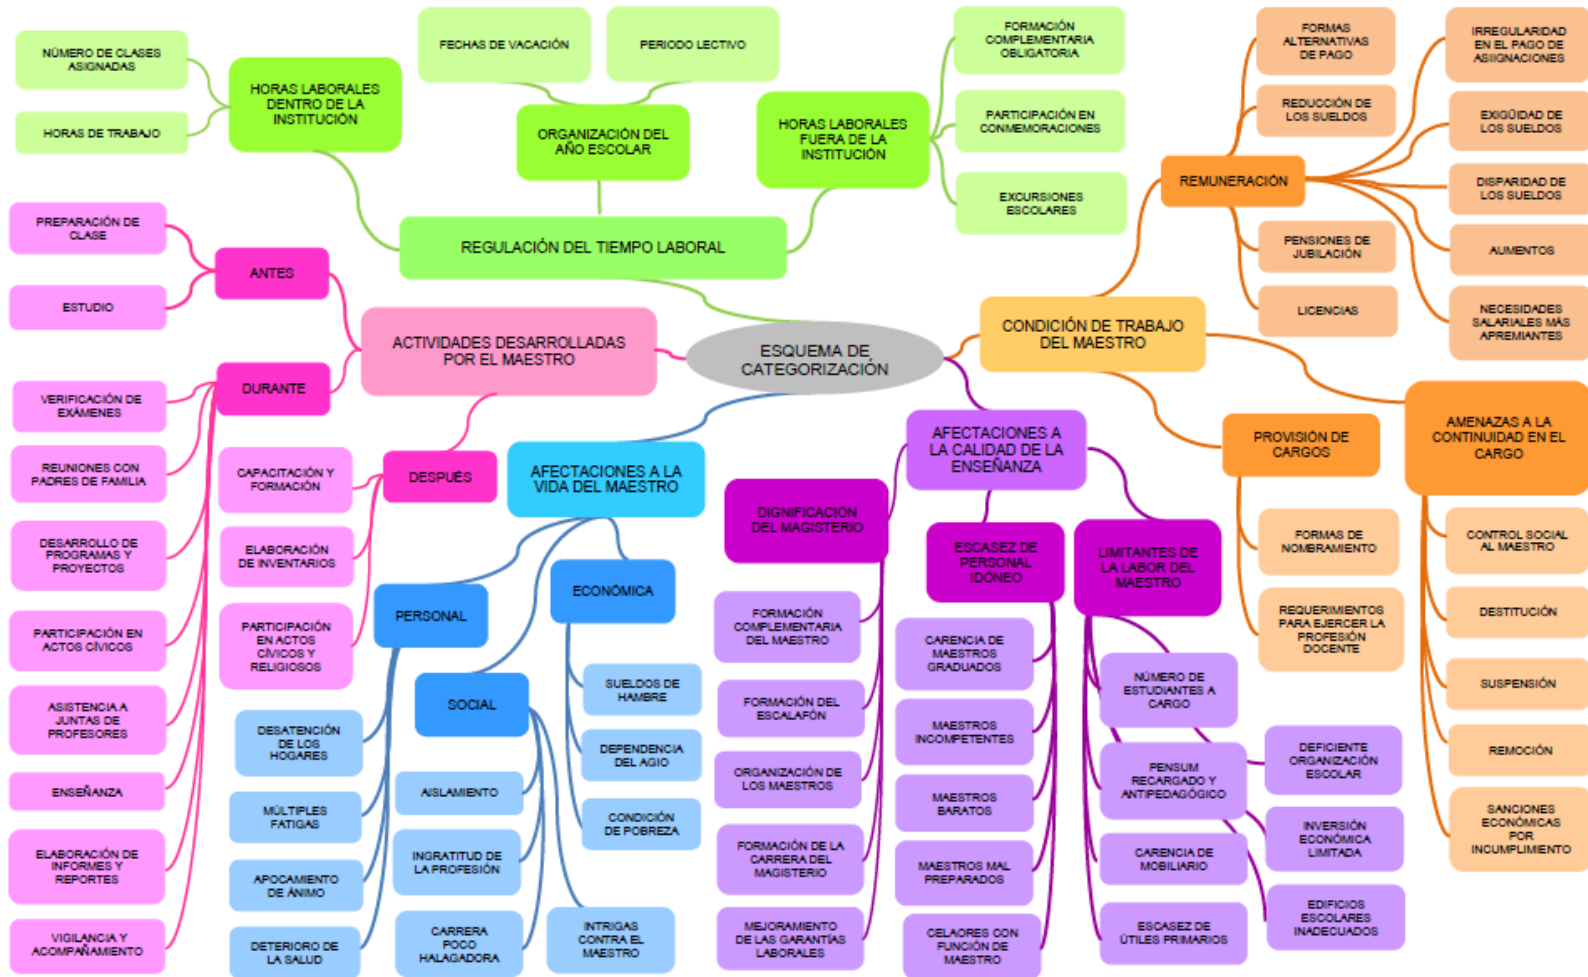 NÚMERO DE CLASES
ASIGNADAS
HORAS DE TRABAJO
HORAS LABORALES
DENTRO DE LA
INSTITUCIÓN
FECHAS DE VACACIÓN
PERIODO LECTIVO
ORGANIZACIÓN DEL
AÑO ESCOLAR
HORAS LABORALES
FUERA DE LA
INSTITUCIÓN
FORMACIÓN
COMPLEMENTARIA
OBLIGATORIA
PARTICIPACIÓN EN
CONMEMORACIONES
EXCURSIONES
ESCOLARES
REGULACIÓN DEL TIEMPO LABORAL
FORMAS
ALTERNATIVAS
DE PAGO
REDUCCIÓN DE
LOS SUELDOS
REMUNERACIÓN
PENSIONES DE
JUBILACIÓN
LICENCIAS
IRREGULARIDAD
EN EL PAGO DE
ASIIGNACIONES
EXIGÜIDAD DE
LOS SUELDOS
DISPARIDAD DE
LOS SUELDOS
AUMENTOS
NECESIDADES
SALARIALES MÁS
APREMIANTES
CONDICIÓN DE TRABAJO
DEL MAESTRO
ESQUEMA DE
CATEGORIZACIÓN
ACTIVIDADES DESARROLLADAS
POR EL MAESTRO
PREPARACIÓN DE
CLASE
ESTUDIO
ANTES
DURANTE
VERIFICACIÓN DE
EXÁMENES
REUNIONES CON
PADRES DE FAMILIA
DESARROLLO DE
PROGRAMAS Y
PROYECTOS
PARTICIPACIÓN EN
ACTOS CÍVICOS
ASISTENCIA A
JUNTAS DE
PROFESORES
ENSEÑANZA
ELABORACIÓN DE
INFORMES Y
REPORTES
VIGILANCIA Y
ACOMPAÑAMIENTO
DESPUÉS
CAPACITACIÓN Y
FORMACIÓN
ELABORACIÓN
DE INVENTARIOS
PARTICIPACIÓN
EN ACTOS
CÍVICOS Y
RELIGIOSOS
AFECTACIONES A LA
VIDA DEL MAESTRO
PERSONAL
DESATENCIÓN
DE LOS
HOGARES
MÚLTIPLES
FATIGAS
APOCAMIENTO
DE ÁNIMO
DETERIORO DE
LA SALUD
SOCIAL
AISLAMIENTO
INGRATITUD DE
LA PROFESIÓN
CARRERA
POCO
HALAGADORA
INTRIGAS
CONTRA EL
MAESTRO
ECONÓMICA
SUELDOS DE
HAMBRE
DEPENDENCIA
DEL AGIO
CONDICIÓN
DE POBREZA
AFECTACIONES A
LA CALIDAD DE LA
ENSEÑANZA
DIGNIFICACIÓN
DEL MAGISTERIO
FORMACIÓN
COMPLEMENTARIA
DEL MAESTRO
FORMACIÓN DEL
ESCALAFÓN
ORGANIZACIÓN DE
LOS MAESTROS
FORMACIÓN DE LA
CARRERA DEL
MAGISTERIO
MEJORAMIENTO
DE LAS GARANTÍAS
LABORALES
ESCASEZ DE
PERSONAL
IDÓNEO
CARENCIA DE
MAESTROS
GRADUADOS
MAESTROS
INCOMPETENTES
MAESTROS
BARATOS
MAESTROS MAL
PREPARADOS
CELAORES CON
FUNCIÓN DE
MAESTRO
LIMITANTES DE
LA LABOR DEL
MAESTRO
NÚMERO DE
ESTUDIANTES A
CARGO
PENSUM
RECARGADO Y
ANTIPEDAGÓGICO
CARENCIA DE
MOBILIARIO
ESCASEZ DE
ÚTILES PRIMARIOS
DEFICIENTE
ORGANIZACIÓN
ESCOLAR
INVERSIÓN
ECONÓMICA
LIMITADA
EDIFICIOS
ESCOLARES
INADECUADOS
PROVISIÓN DE
CARGOS
FORMAS DE
NOMBRAMIENTO
REQUERIMIENTOS
PARA EJERCER LA
PROFESIÓN
DOCENTE
AMENAZAS A LA
CONTINUIDAD EN EL
CARGO
CONTROL SOCIAL
AL MAESTRO
DESTITUCIÓN
SUSPENSIÓN
REMOCIÓN
SANCIONES
ECONÓMICAS
POR
INCUMPLIMIENTO